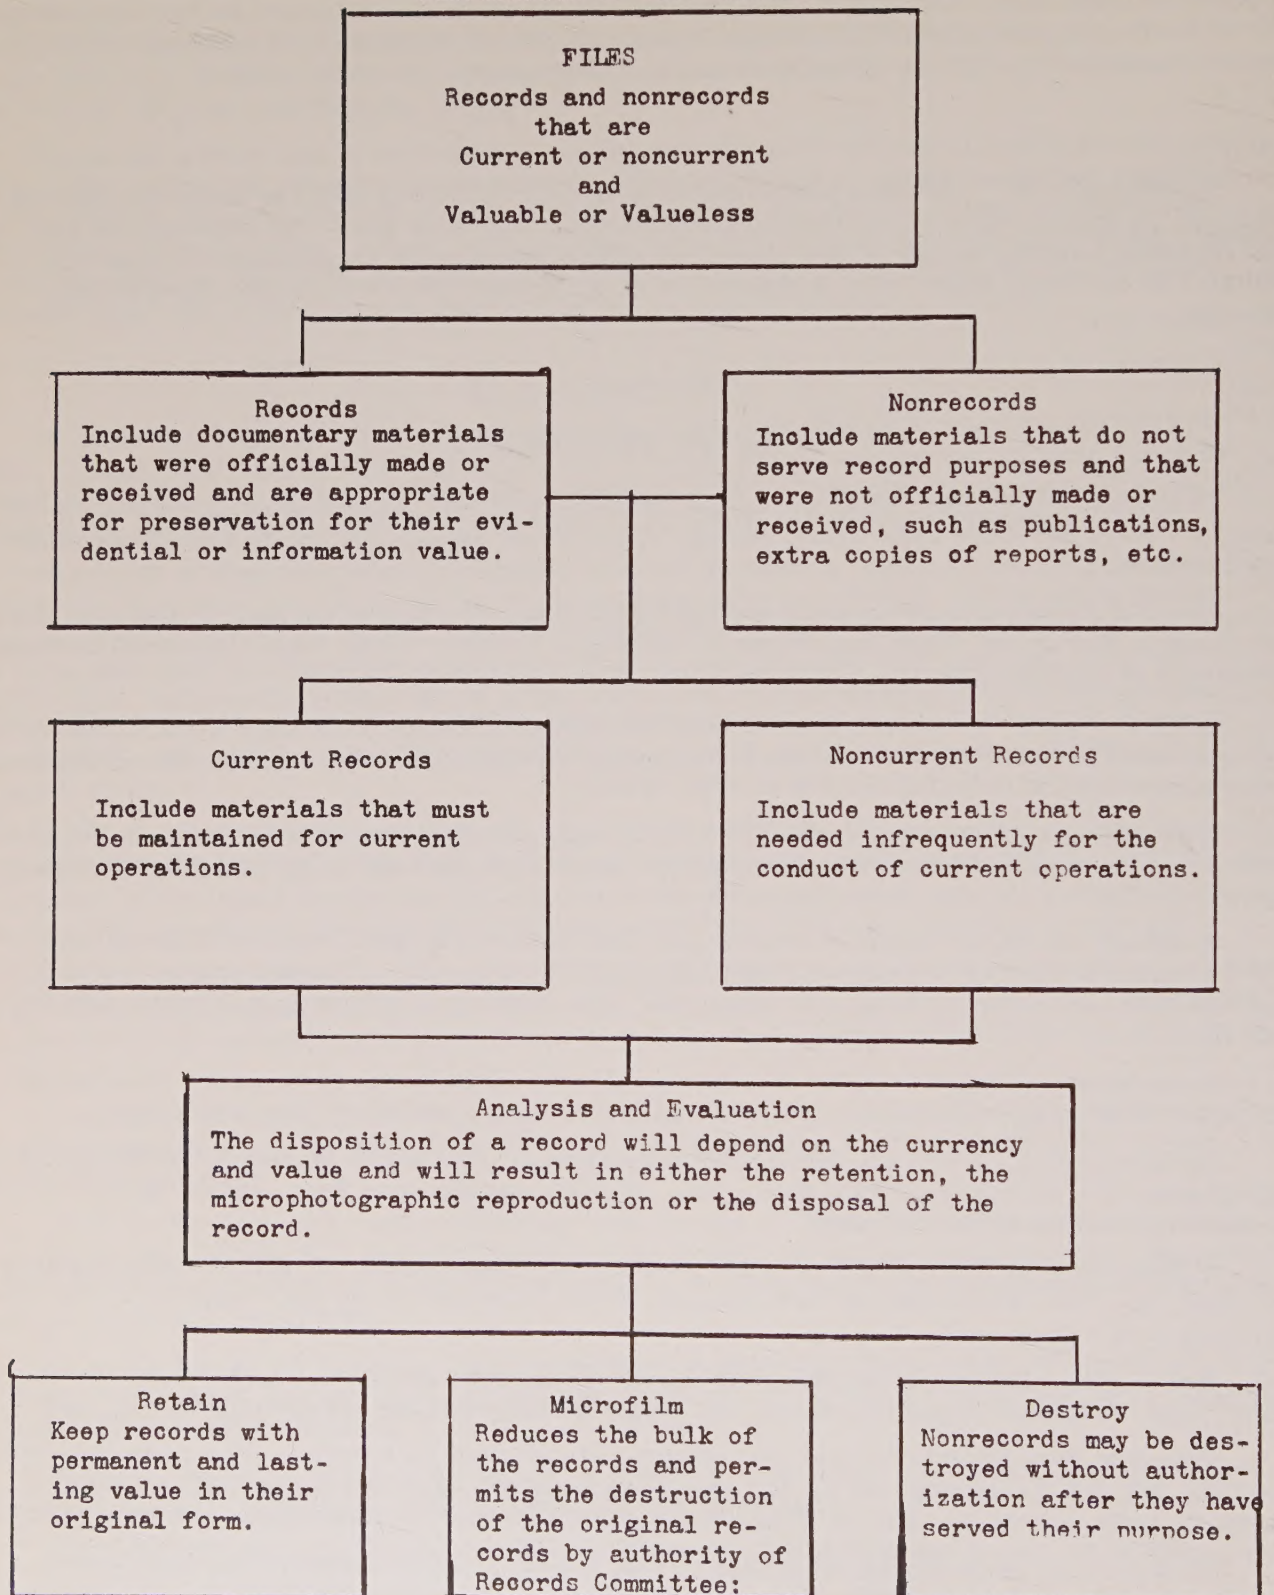 FILES
Records and nonrecords
that are
Current or noncurrent
and
Valuable or Valueless
Records
Include documentary materials
that were officially made or
received and are appropriate
for preservation for their evi-
dential or information value.
Nonrecords
Include materials that do not
serve record purposes and that
were not officially made or
received, such as publications,
extra copies of reports, etc.
Current Records
Include materials that must
be maintained for current
operations.
Noncurrent Records
Include materials that are
needed infrequently for the
conduct of current operations.
Analysis and Evaluation
The disposition of a record will depend on the currency
and value and will result in either the retention, the
microphotographic reproduction or the disposal of the
record.
Retain
Keep records with
permanent and last-
ing value in their
original form.
Microfilm
Reduces the bulk of
the records and per-
mits the destruction
of the original re-
cords by authority of
Records Committee:
Destroy
Nonrecords may be des-
troyed without author-
ization after they have
served their purpose.